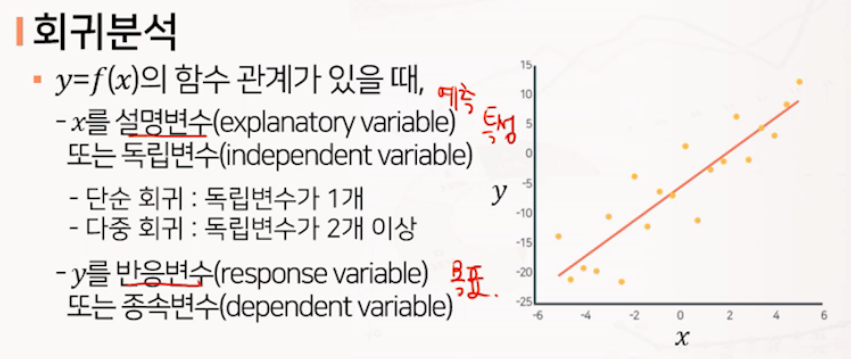 회귀분석
▪ y=f(x)의 함수 관계가 있을 때,
예측
- x를 설명변수(explanatory variable)
특성
또는 독립변수(independent variable)
- 단순 회귀 : 독립변수가 1개
- 다중 회귀 : 독립변수가 2개 이상
- y를 반응변수(response variable)
목표.
또는 종속변수(dependent variable)
15
10
5
0
-5
-10
-15
-20
-25
y
-6 -4 -2 0 2 4 6
x